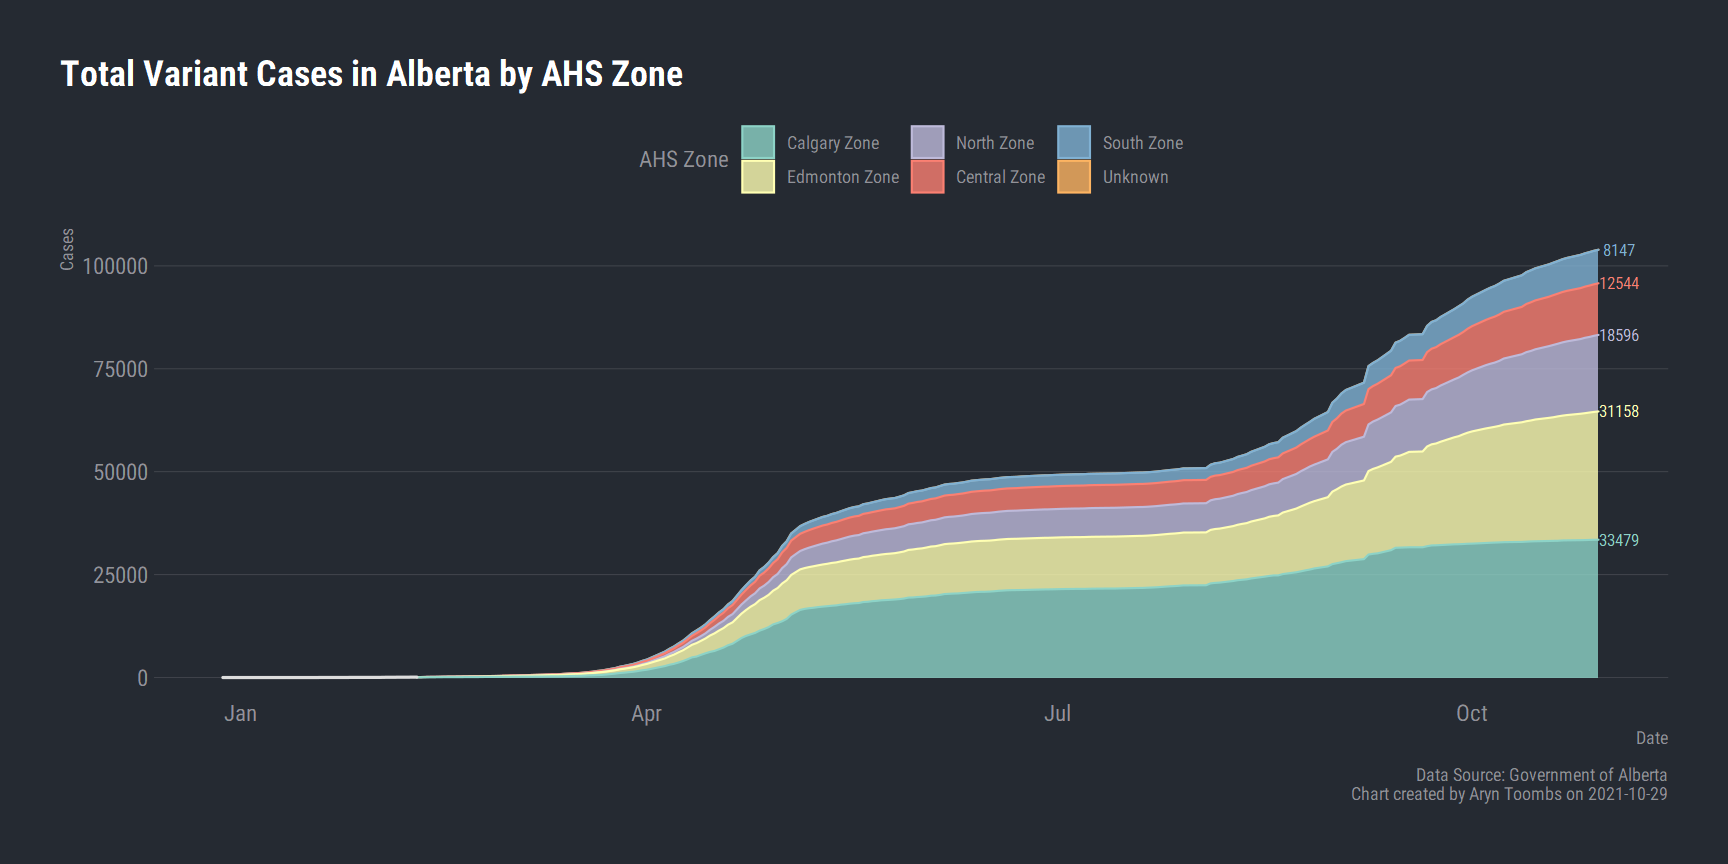 Total Variant Cases in Alberta by AHS Zone
AHS Zone
Calgary Zone
North Zone
South Zone
Edmonton Zone
Central Zone
Unknown
Cases
100000
75000
50000
25000
0
8147
12544
18596
31158
33479
Jan
Apr
Jul
Oct
Date
Data Source: Government of Alberta
Chart created by Aryn Toombs on 2021-10-29